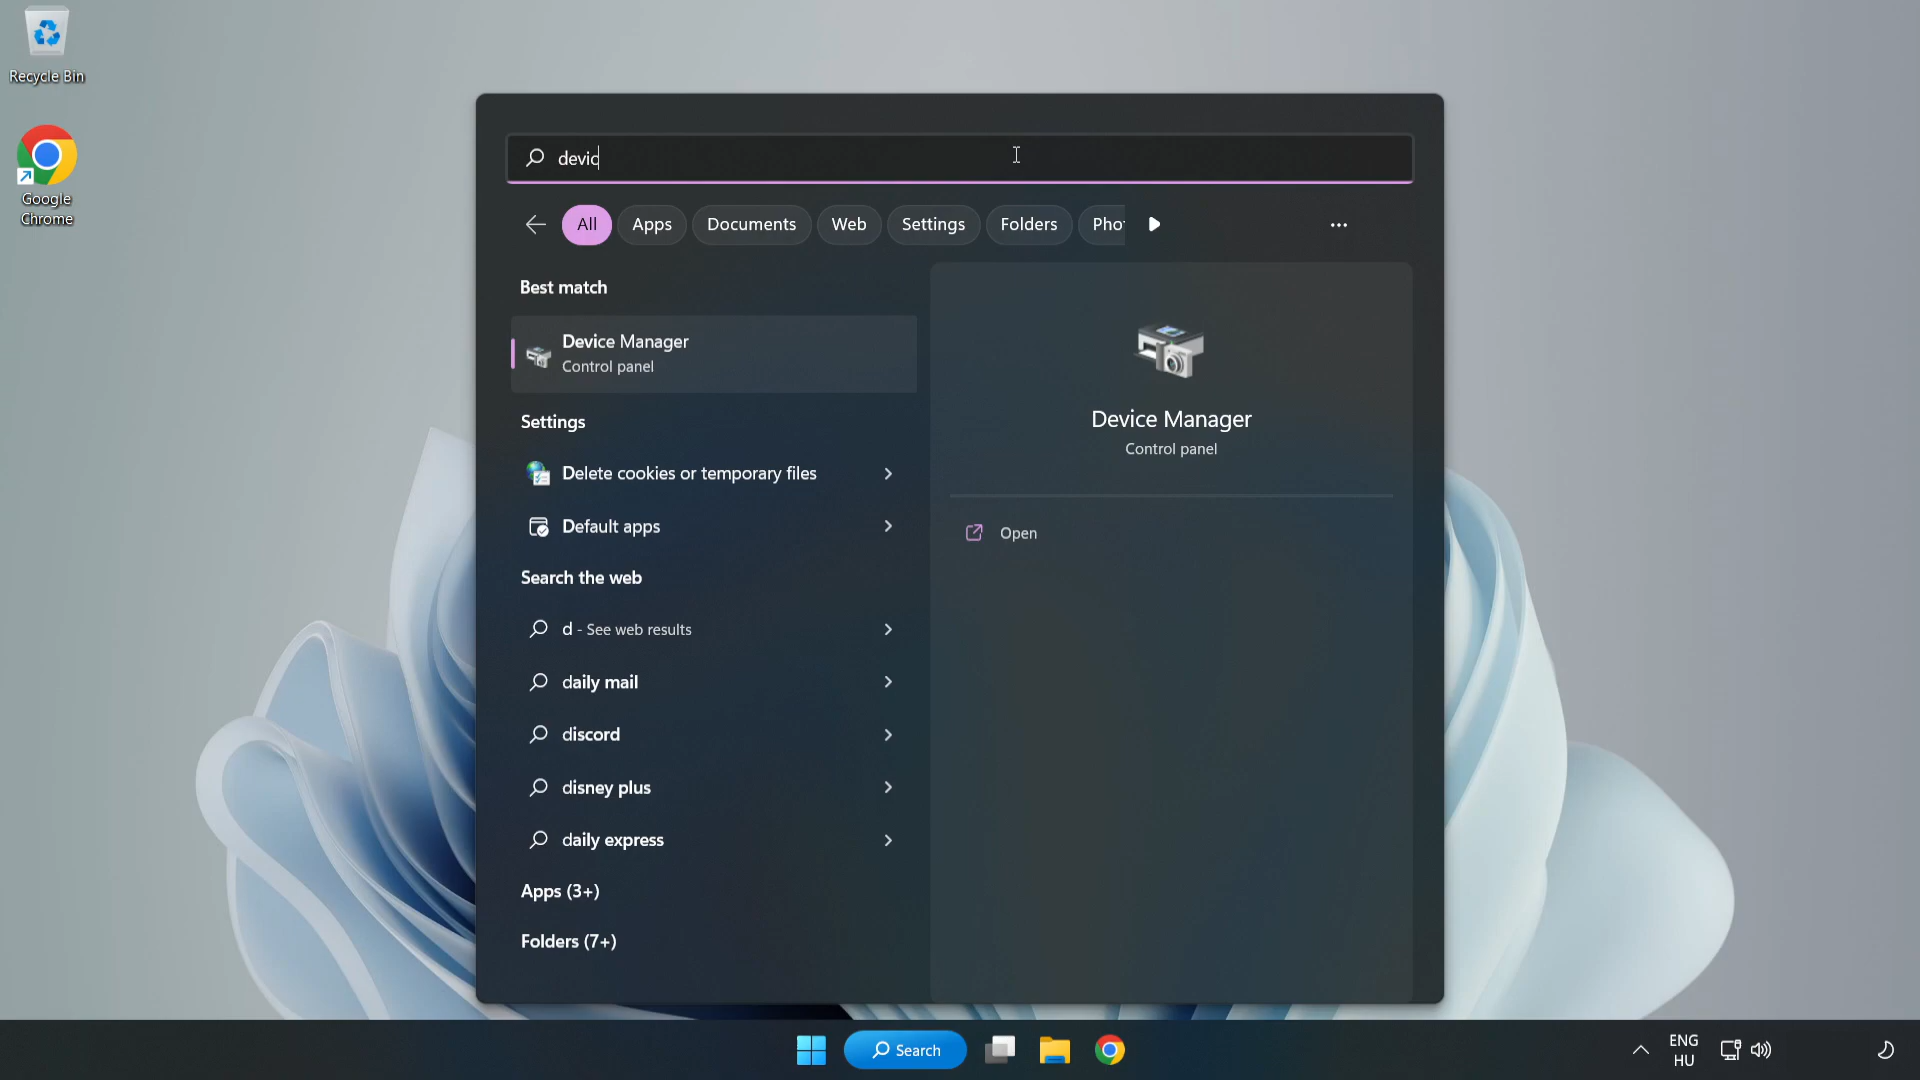 Recycle Bin
Google
Chrome
devic
All
Apps
Documents
Web
Settings
Folders
Pho
Best match
Device Manager
Control panel
Settings
Delete cookies or temporary files
Default apps
Search the web
d - See web results
daily mail
discord
disney plus
daily express
Apps (3+)
Folders (7+)
Device Manager
Control panel
Open
Search
ENG
HU